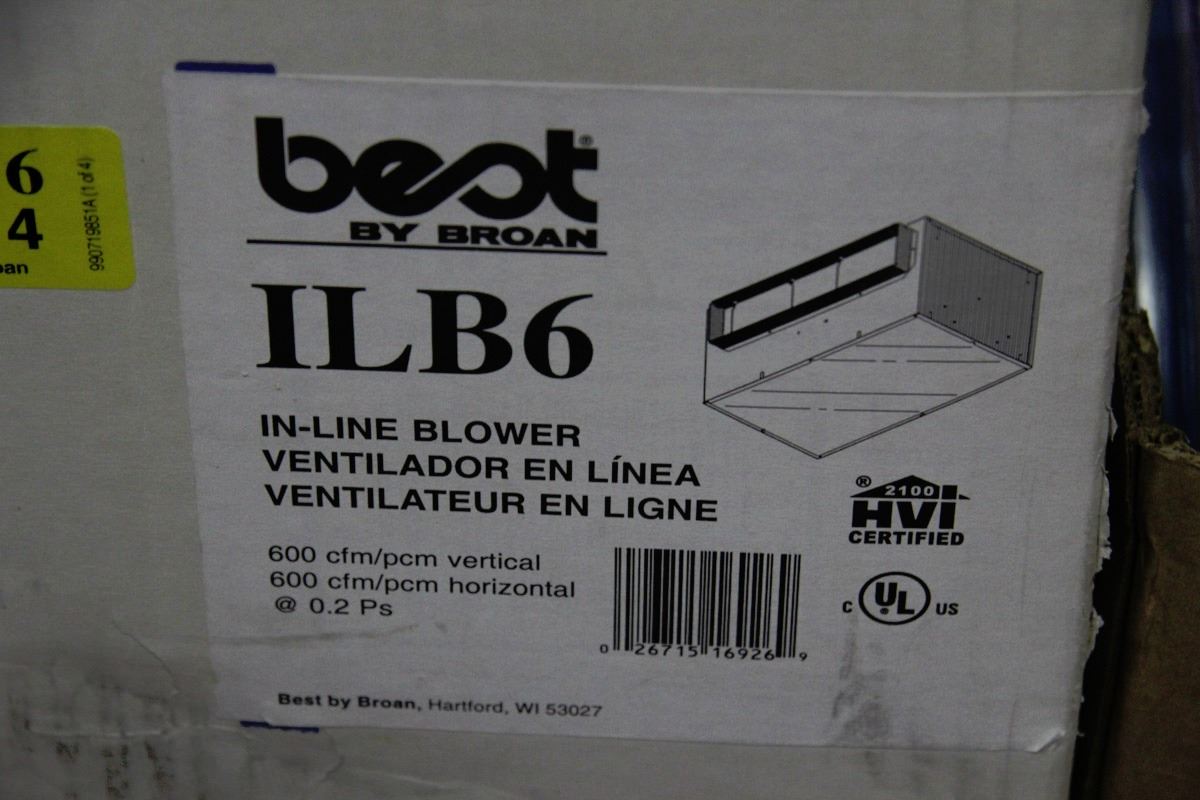 6
4
990719851A (1 of 4)
best®
BY BROAN
ILB6
IN-LINE BLOWER
VENTILADOR EN LÍNEA
VENTILATEUR EN LIGNE
600 cfm/pcm vertical
600 cfm/pcm horizontal
@ 0.2 Ps
® 2100
HVI
CERTIFIED
C UL® US
0 26715 16926 9
Best by Broan, Hartford, WI 53027